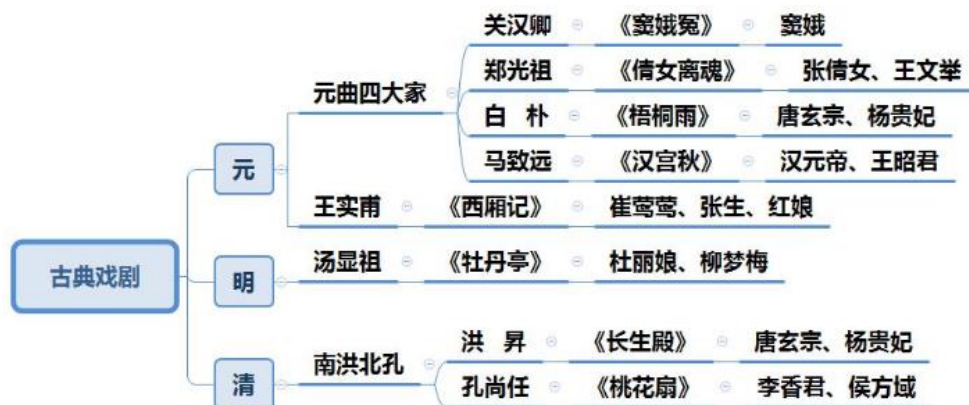 关汉卿 《窦娥冤》 窦娥
郑光祖 《倩女离魂》 张倩女、王文举
元曲四大家
白 朴 《梧桐雨》 唐玄宗、杨贵妃
马致远 《汉宫秋》 汉元帝、王昭君
元
王实甫 《西厢记》 崔莺莺、张生、红娘
古典戏剧
明
汤显祖 《牡丹亭》 杜丽娘、柳梦梅
洪 昇 《长生殿》 唐玄宗、杨贵妃
南洪北孔
清
孔尚任 《桃花扇》 李香君、侯方域